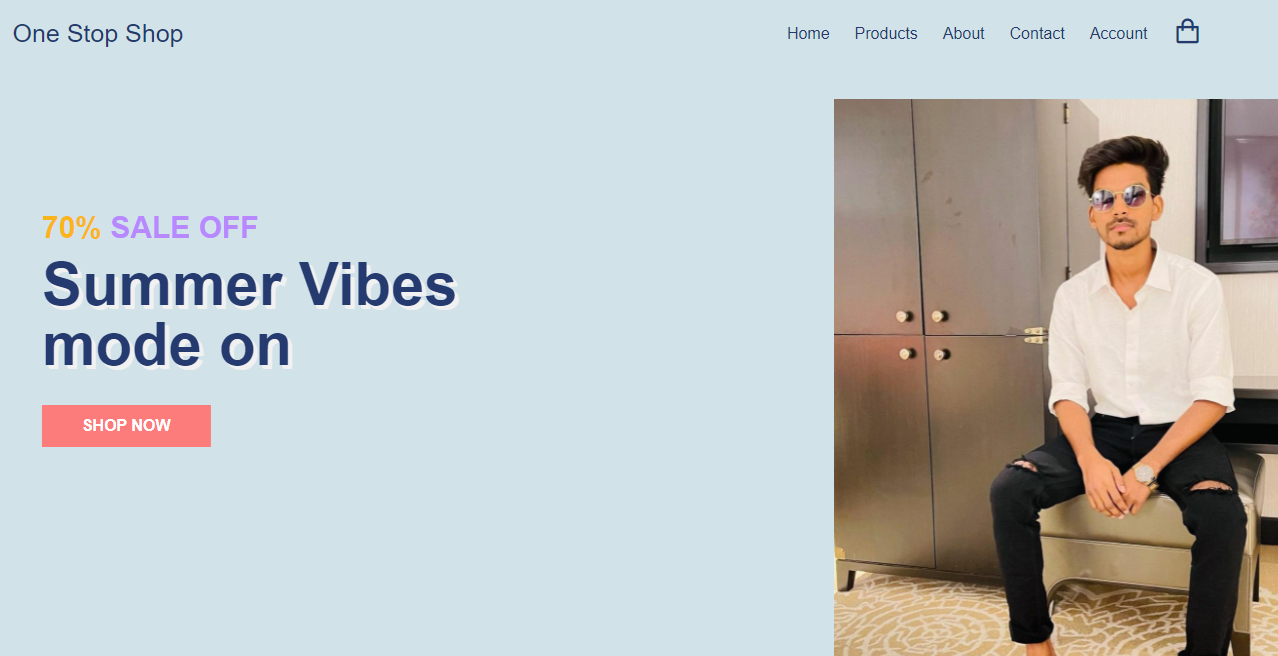 One Stop Shop
Home Products About Contact Account
70% SALE OFF
Summer Vibes
mode on
SHOP NOW